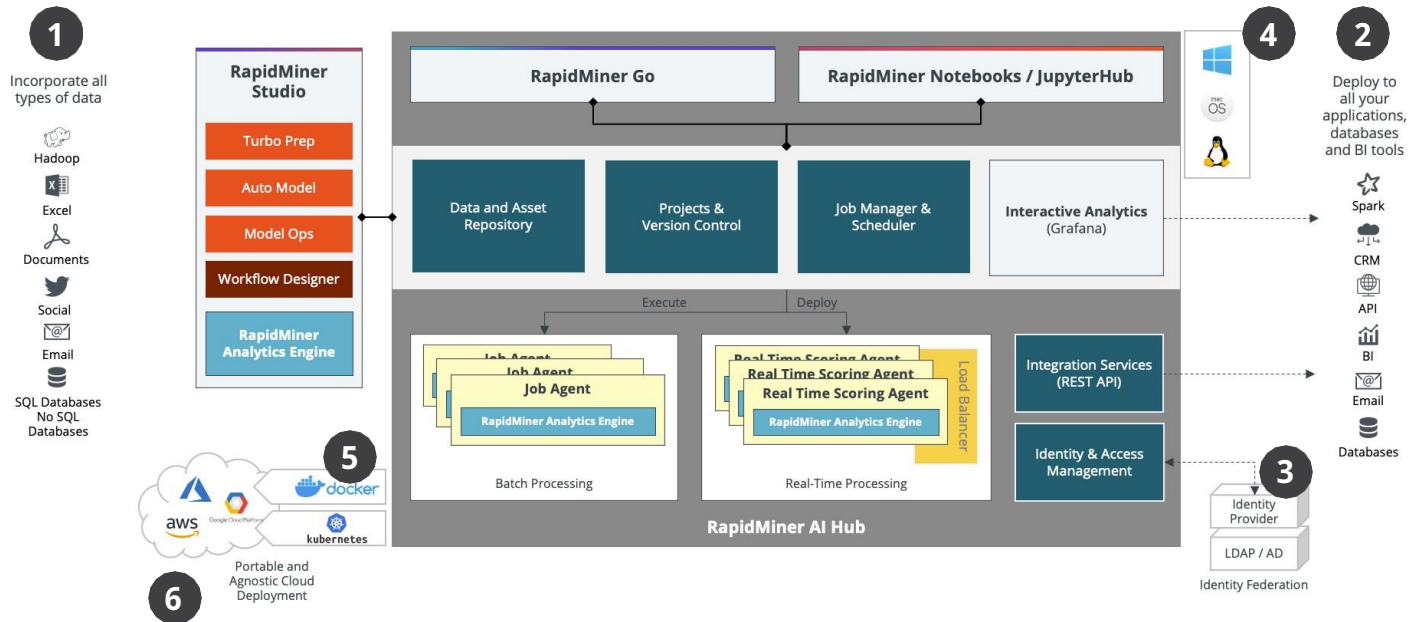 1
Incorporate all
types of data
Hadoop
Excel
Documents
Social
Email
SQL Databases
No SQL
Databases
RapidMiner
Studio
Turbo Prep
Auto Model
Model Ops
Workflow Designer
RapidMiner
Analytics Engine
RapidMiner Go
RapidMiner Notebooks / JupyterHub
Data and Asset
Repository
Projects &
Version Control
Job Manager &
Scheduler
Interactive Analytics
(Grafana)
Execute
Deploy
Job Agent
Job Agent
Job Agent
RapidMiner Analytics Engine
Batch Processing
Real Time Scoring Agent
Real Time Scoring Agent
Real Time Scoring Agent
RapidMiner Analytics Engine
Load Balancer
Real-Time Processing
Integration Services
(REST API)
Identity & Access
Management
RapidMiner AI Hub
4
mac
OS
2
Deploy to
all your
applications,
databases
and BI tools
Spark
CRM
API
BI
Email
Databases
3
Identity
Provider
LDAP / AD
Identity Federation
5
docker
kubernetes
aws
Google Cloud Platform
Portable and
Agnostic Cloud
Deployment
6